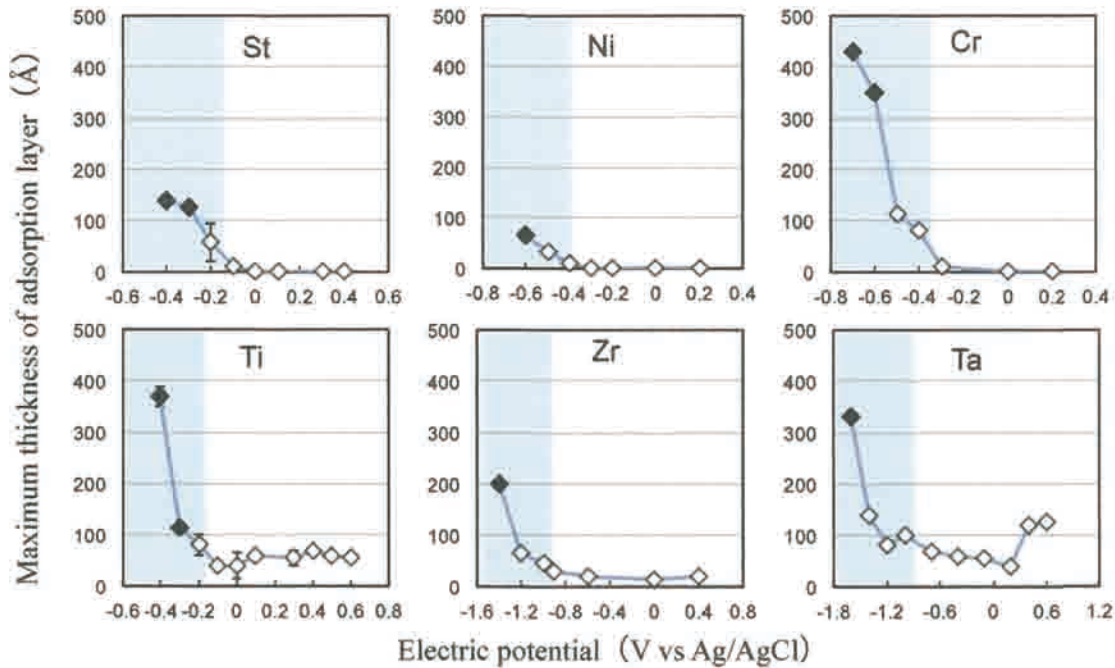 Maximum thickness of adsorption layer (Å)
500
400
300
200
100
0
St
-0.6 -0.4 -0.2 0 0.2 0.4 0.6
500
400
300
200
100
0
Ni
-0.8 -0.6 -0.4 -0.2 0 0.2 0.4
500
400
300
200
100
0
Cr
-0.8 -0.6 -0.4 -0.2 0 0.2 0.4
500
400
300
200
100
0
Ti
-0.6 -0.4 -0.2 0 0.2 0.4 0.6
500
400
300
200
100
0
Zr
-1.6 -1.2 -0.8 -0.4 0 0.4 0.8
500
400
300
200
100
0
Ta
-1.8 -1.2 -0.6 0 0.6 1.2
Electric potential (V vs Ag/AgCl)